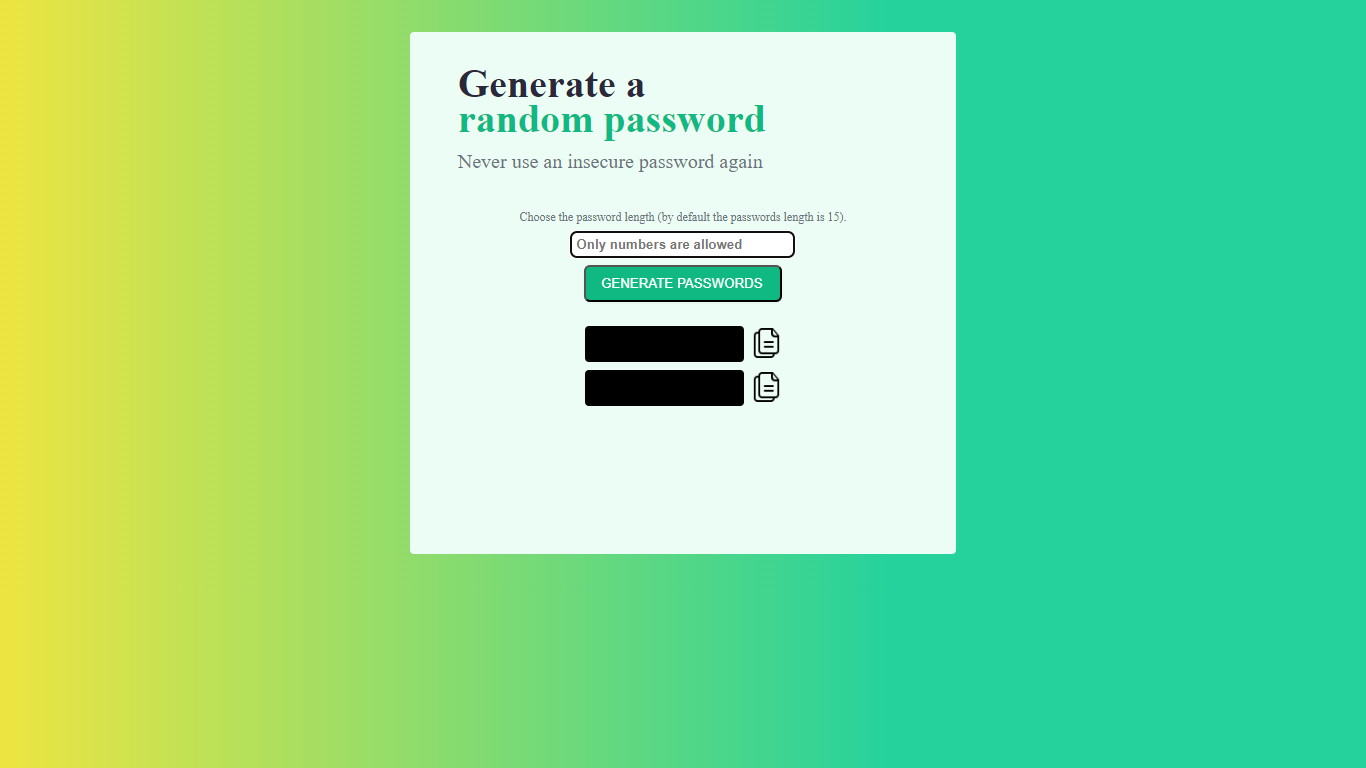 Generate a
random password
Never use an insecure password again
Choose the password length (by default the passwords length is 15).
Only numbers are allowed
GENERATE PASSWORDS